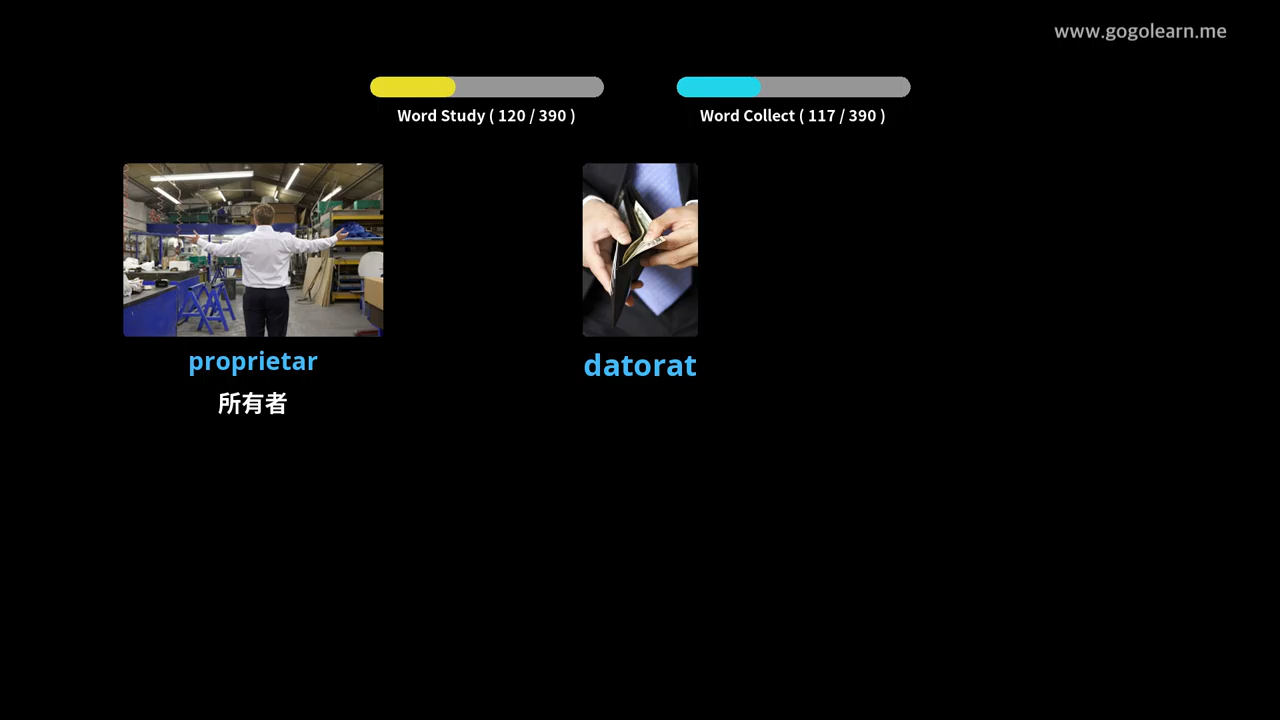 www.gogolearn.me
Word Study ( 120 / 390 )
Word Collect ( 117 / 390 )
proprietar
所有者
datorat